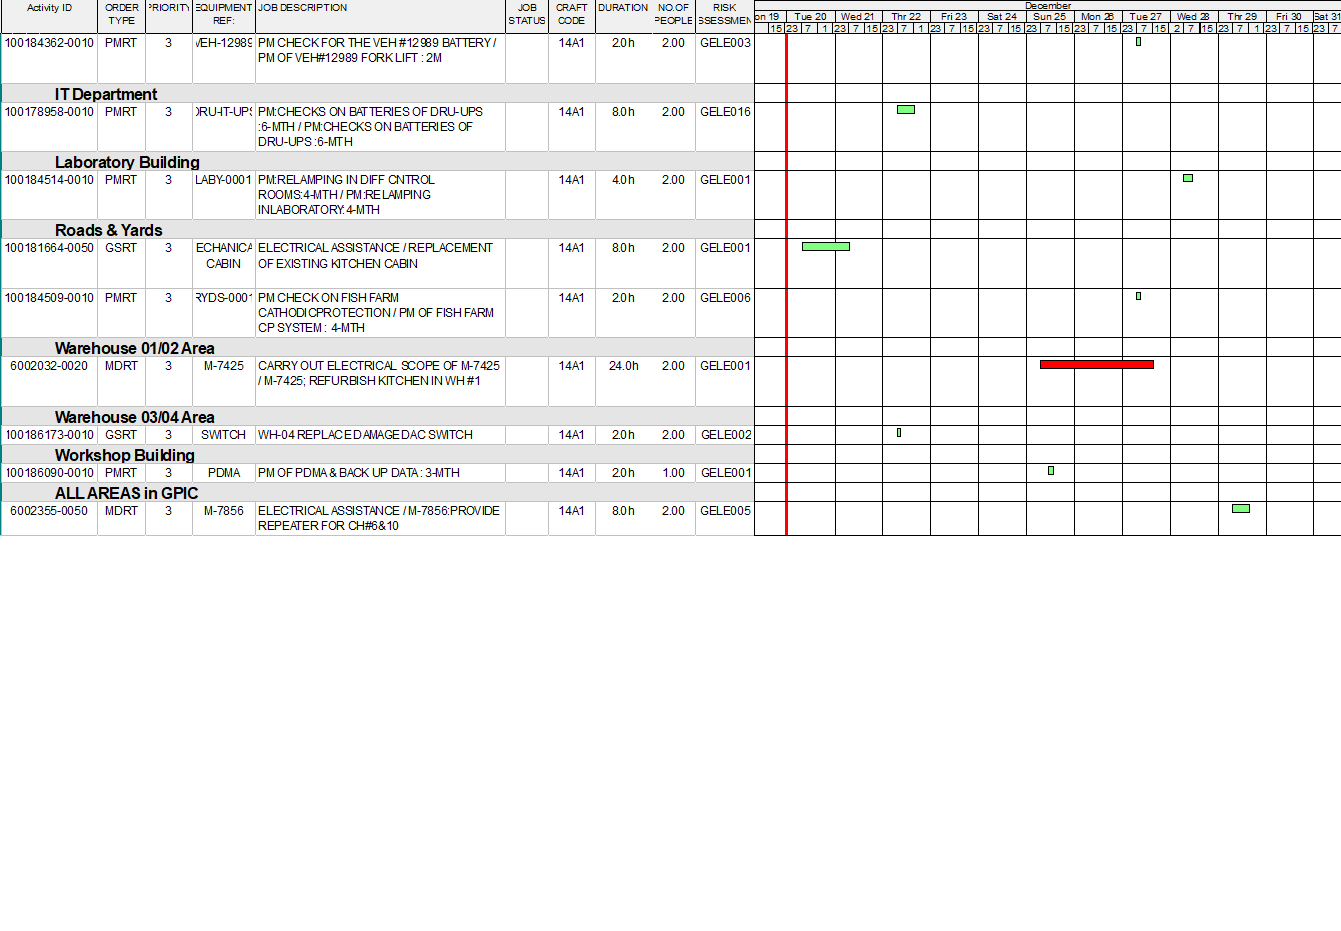 December
Activity ID ORDER TYPE PRIORITY EQUIPMENT REF: JOB DESCRIPTION JOB STATUS CRAFT CODE DURATION NO.OF PEOPLE RISK SSESSMEN
on 19 Tue 20 Wed 21 Thr 22 Fri 23 Sat 24 Sun 25 Mon 26 Tue 27 Wed 28 Thr 29 Fri 30 Sat 31
15 23 7 1 23 7 15 23 7 1 23 7 15 23 7 15 23 7 15 23 7 15 23 7 15 2 7 15 23 7 1 23 7 15 23 7
100184362-0010 PMRT 3 VEH-12989 PM CHECK FOR THE VEH #12989 BATTERY / 14A1 2.0h 2.00 GELE003
PM OF VEH#12989 FORK LIFT : 2M
IT Department
100178958-0010 PMRT 3 DRU-IT-UPS PM:CHECKS ON BATTERIES OF DRU-UPS 14A1 8.0h 2.00 GELE016
:6-MTH / PM:CHECKS ON BATTERIES OF
DRU-UPS :6-MTH
Laboratory Building
100184514-0010 PMRT 3 LABY-0001 PM:RELAMPING IN DIFF CNTROL 14A1 4.0h 2.00 GELE001
ROOMS:4-MTH / PM:RELAMPING
INLABORATORY:4-MTH
Roads & Yards
100181664-0050 GSRT 3 ECHANICA ELECTRICAL ASSISTANCE / REPLACEMENT 14A1 8.0h 2.00 GELE001
CABIN OF EXISTING KITCHEN CABIN
100184509-0010 PMRT 3 RYDS-0001 PM CHECK ON FISH FARM 14A1 2.0h 2.00 GELE006
CATHODICPROTECTION / PM OF FISH FARM
CP SYSTEM : 4-MTH
Warehouse 01/02 Area
6002032-0020 MDRT 3 M-7425 CARRY OUT ELECTRICAL SCOPE OF M-7425 14A1 24.0h 2.00 GELE001
/ M-7425; REFURBISH KITCHEN IN WH #1
Warehouse 03/04 Area
100186173-0010 GSRT 3 SWITCH WH-04 REPLACE DAMAGED AC SWITCH 14A1 2.0h 2.00 GELE002
Workshop Building
100186090-0010 PMRT 3 PDMA PM OF PDMA & BACK UP DATA : 3-MTH 14A1 2.0h 1.00 GELE001
ALL AREAS in GPIC
6002355-0050 MDRT 3 M-7856 ELECTRICAL ASSISTANCE / M-7856:PROVIDE 14A1 8.0h 2.00 GELE005
REPEATER FOR CH#6&10